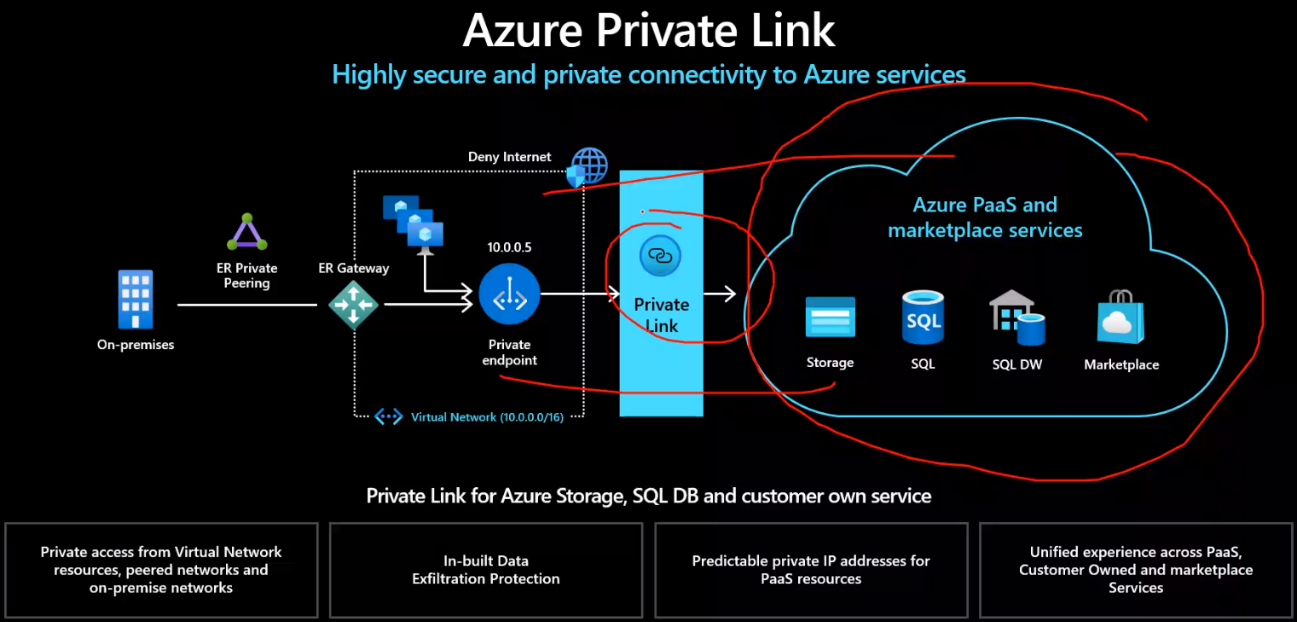 Azure Private Link
Highly secure and private connectivity to Azure services
Deny Internet
Azure PaaS and
marketplace services
10.0.0.5
ER Private
Peering
ER Gateway
Private
Link
On-premises
Private
endpoint
SQL
Storage
SQL
SQL DW
Marketplace
Virtual Network (10.0.0.0/16)
Private Link for Azure Storage, SQL DB and customer own service
Private access from Virtual Network
resources, peered networks and
on-premise networks
In-built Data
Exfiltration Protection
Predictable private IP addresses for
PaaS resources
Unified experience across PaaS,
Customer Owned and marketplace
Services